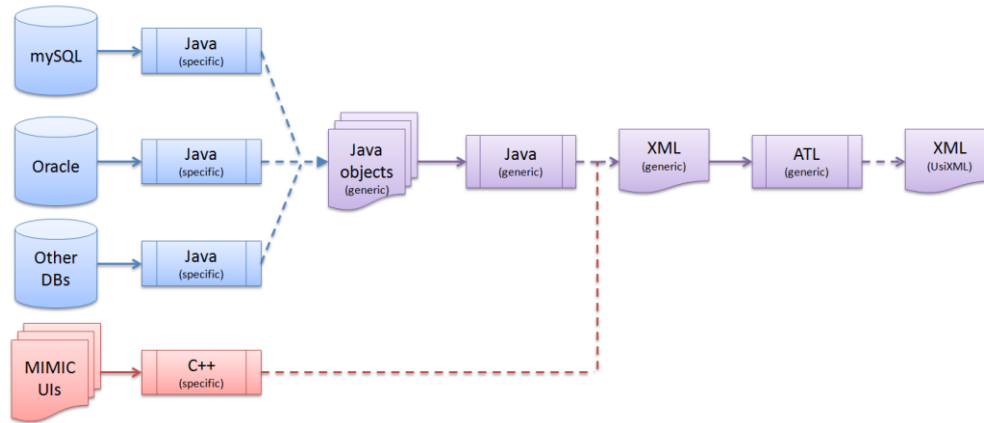 mySQL
Java
(specific)
Oracle
Java
(specific)
Java
objects
(generic)
Java
(generic)
XML
(generic)
ATL
(generic)
XML
(UsiXML)
Other
DBs
Java
(specific)
MIMIC
UIs
C++
(specific)